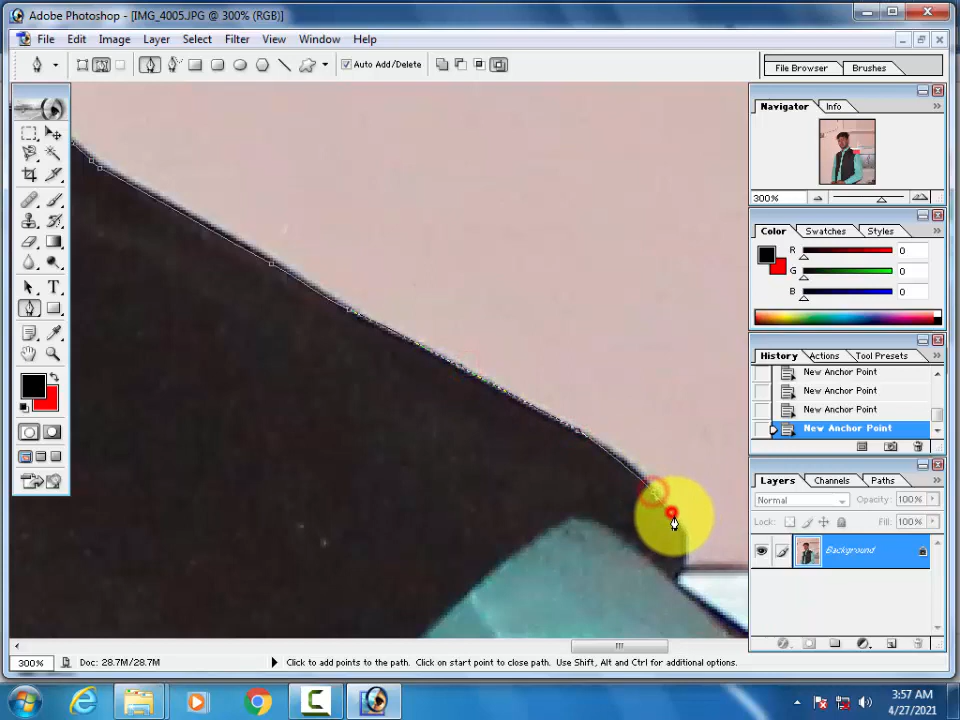 Adobe Photoshop - [IMG_4005.JPG @ 300% (RGB)]
File Edit Image Layer Select Filter View Window Help
Auto Add/Delete
File Browser Brushes
Navigator Info
300%
Color Swatches Styles
R 0
G 0
B 0
History Actions Tool Presets
New Anchor Point
New Anchor Point
New Anchor Point
New Anchor Point
Layers Channels Paths
Normal Opacity: 100%
Lock: Fill: 100%
Background
300% Doc: 28.7M/28.7M Click to add points to the path. Click on start point to close path. Use Shift, Alt and Ctrl for additional options.
3:57 AM
4/27/2021